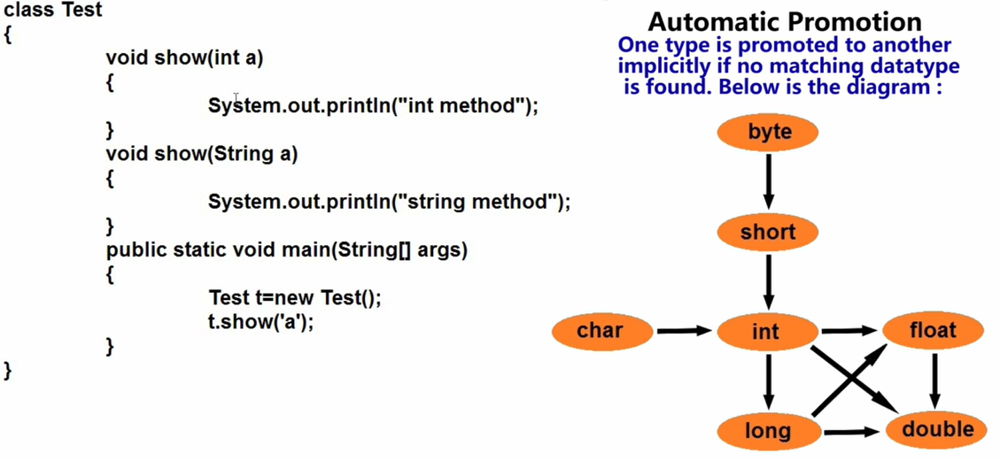 class Test
{
void show(int a)
{
System.out.println("int method");
}
void show(String a)
{
System.out.println("string method");
}
public static void main(String[] args)
{
Test t=new Test();
t.show('a');
}
}
Automatic Promotion
One type is promoted to another
implicitly if no matching datatype
is found. Below is the diagram :
byte
short
char
int
float
long
double